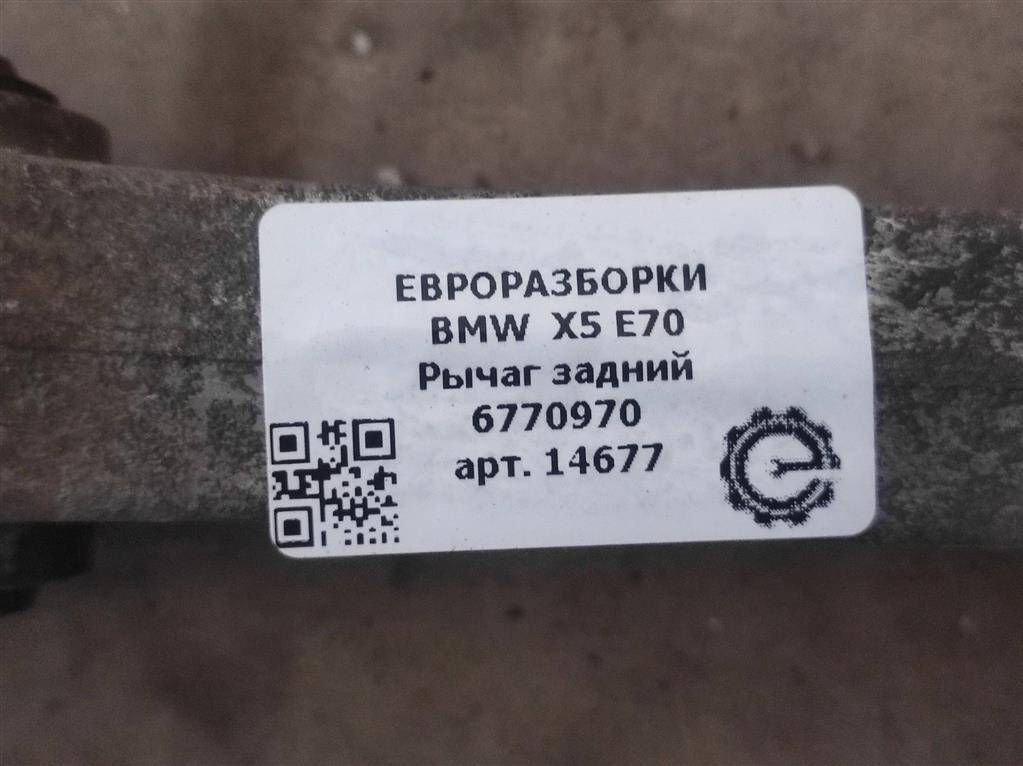 ЕВРОРАЗБОРКИ
BMW X5 E70
Рычаг задний
6770970
арт. 14677